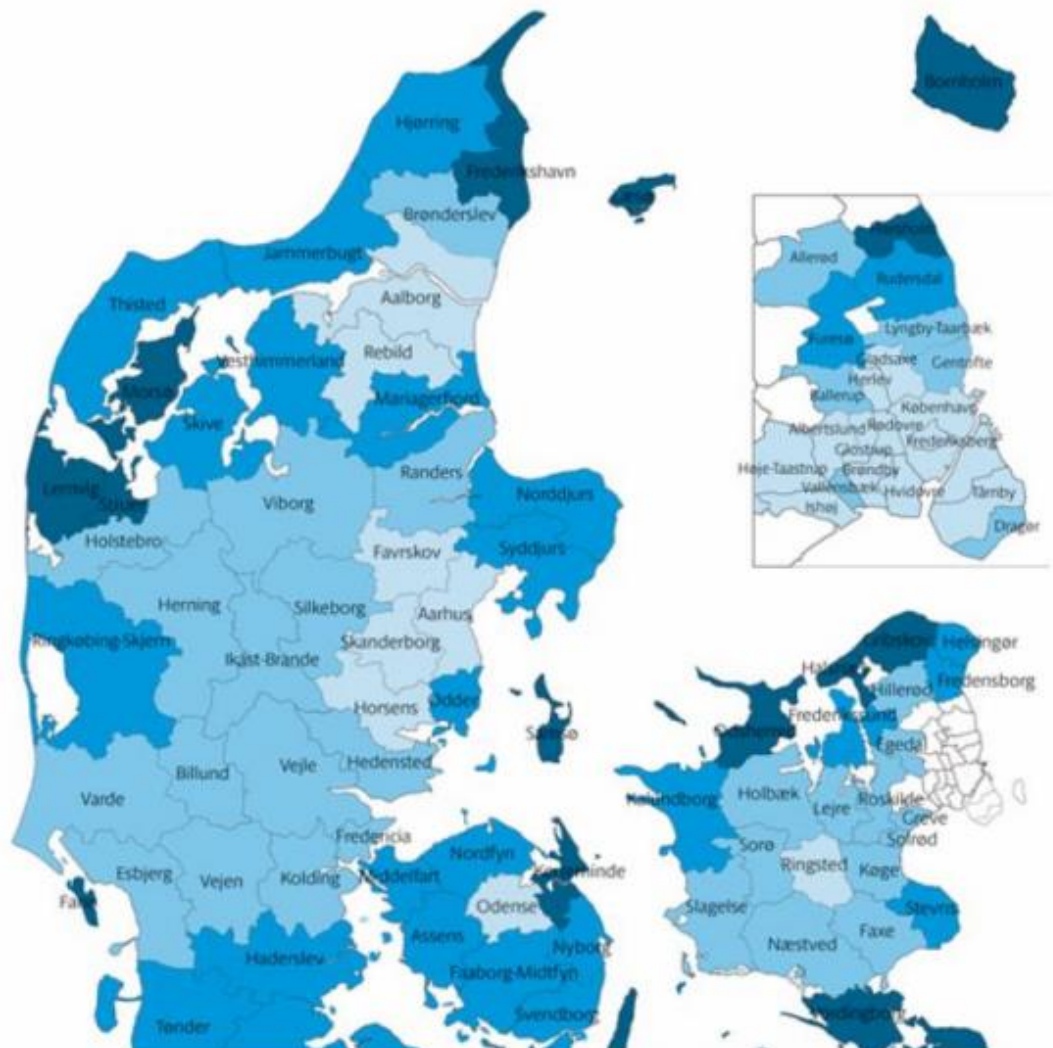 Bornholm
Hjørring
Frederikshavn
Brønderslev
Jammerbugt
Aalborg
Thisted
Rebild
Vesthimmerland
Mariagerfjord
Morsø
Skive
Randers
Lemvig
Struer
Viborg
Norddjurs
Holstebro
Favrskov
Syddjurs
Herning
Silkeborg
Aarhus
Ringkøbing-Skjern
Skanderborg
Ikast-Brande
Horsens
Odder
Samsø
Hedensted
Billund
Vejle
Varde
Fredericia
Esbjerg
Vejen
Kolding
Middelfart
Nordfyn
Kerteminde
Odense
Assens
Nyborg
Haderslev
Faaborg-Midtfyn
Svendborg
Tønder
Allerød
Rudersdal
Furesø
Lyngby-Taarbæk
Gladsaxe
Gentofte
Herlev
Ballerup
København
Albertslund
Rødovre
Frederiksberg
Glostrup
Høje-Taastrup
Brøndby
Vallensbæk
Hvidovre
Tårnby
Ishøj
Dragør
Gribskov
Helsingør
Hillerød
Fredensborg
Frederikssund
Odsherred
Egedal
Kalundborg
Holbæk
Lejre
Roskilde
Greve
Solrød
Sorø
Ringsted
Køge
Slagelse
Stevns
Næstved
Faxe
Vordingborg